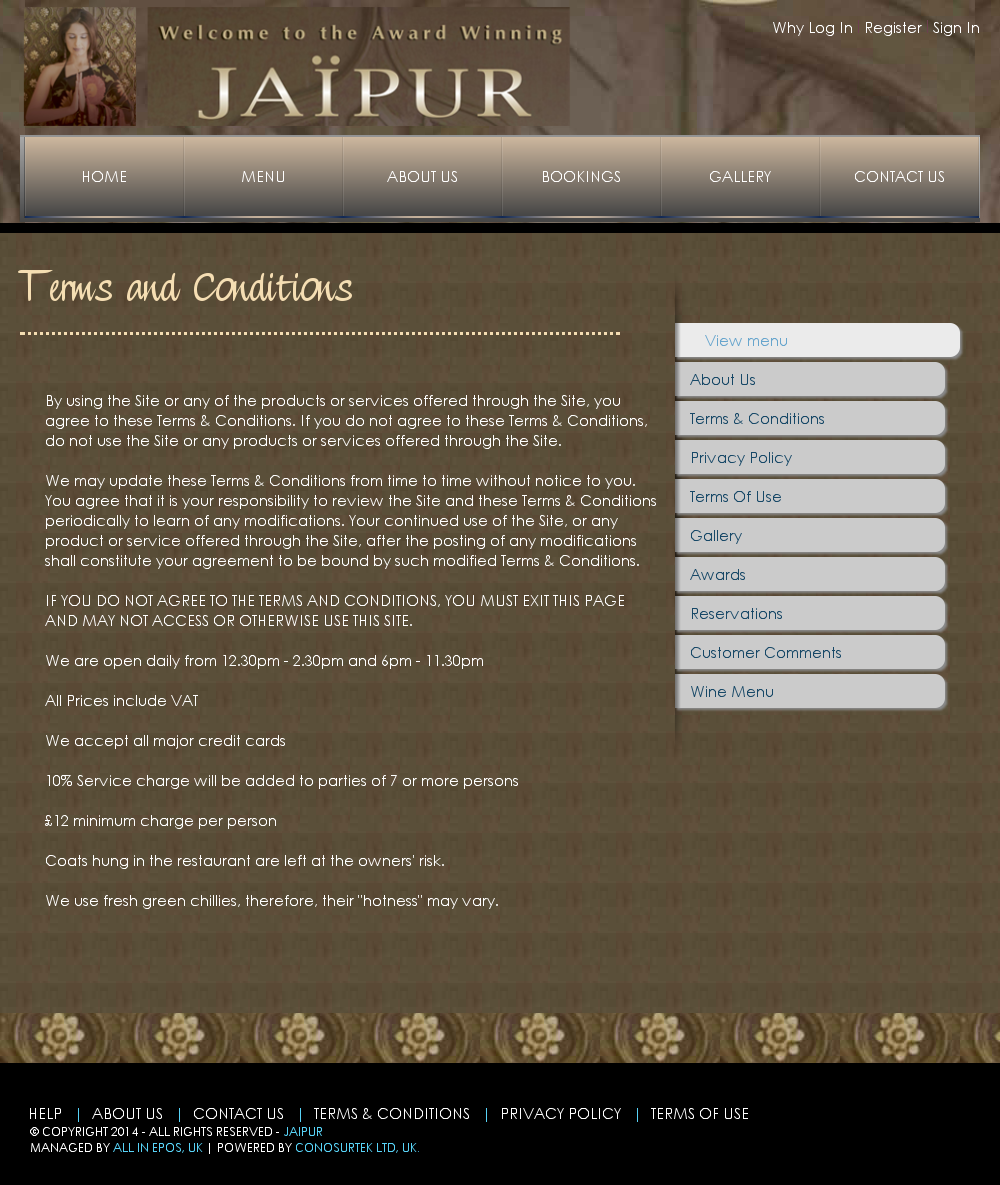 Welcome to the Award Winning
JAÏPUR
Why Log In Register Sign In
HOME MENU ABOUT US BOOKINGS GALLERY CONTACT US
Terms and Conditions
By using the Site or any of the products or services offered through the Site, you
agree to these Terms & Conditions. If you do not agree to these Terms & Conditions,
do not use the Site or any products or services offered through the Site.
We may update these Terms & Conditions from time to time without notice to you.
You agree that it is your responsibility to review the Site and these Terms & Conditions
periodically to learn of any modifications. Your continued use of the Site, or any
product or service offered through the Site, after the posting of any modifications
shall constitute your agreement to be bound by such modified Terms & Conditions.
IF YOU DO NOT AGREE TO THE TERMS AND CONDITIONS, YOU MUST EXIT THIS PAGE
AND MAY NOT ACCESS OR OTHERWISE USE THIS SITE.
We are open daily from 12.30pm - 2.30pm and 6pm - 11.30pm
All Prices include VAT
We accept all major credit cards
10% Service charge will be added to parties of 7 or more persons
£12 minimum charge per person
Coats hung in the restaurant are left at the owners' risk.
We use fresh green chillies, therefore, their "hotness" may vary.
View menu
About Us
Terms & Conditions
Privacy Policy
Terms Of Use
Gallery
Awards
Reservations
Customer Comments
Wine Menu
HELP | ABOUT US | CONTACT US | TERMS & CONDITIONS | PRIVACY POLICY | TERMS OF USE
© COPYRIGHT 2014 - ALL RIGHTS RESERVED - JAIPUR
MANAGED BY ALL IN EPOS, UK | POWERED BY CONOSURTEK LTD, UK.